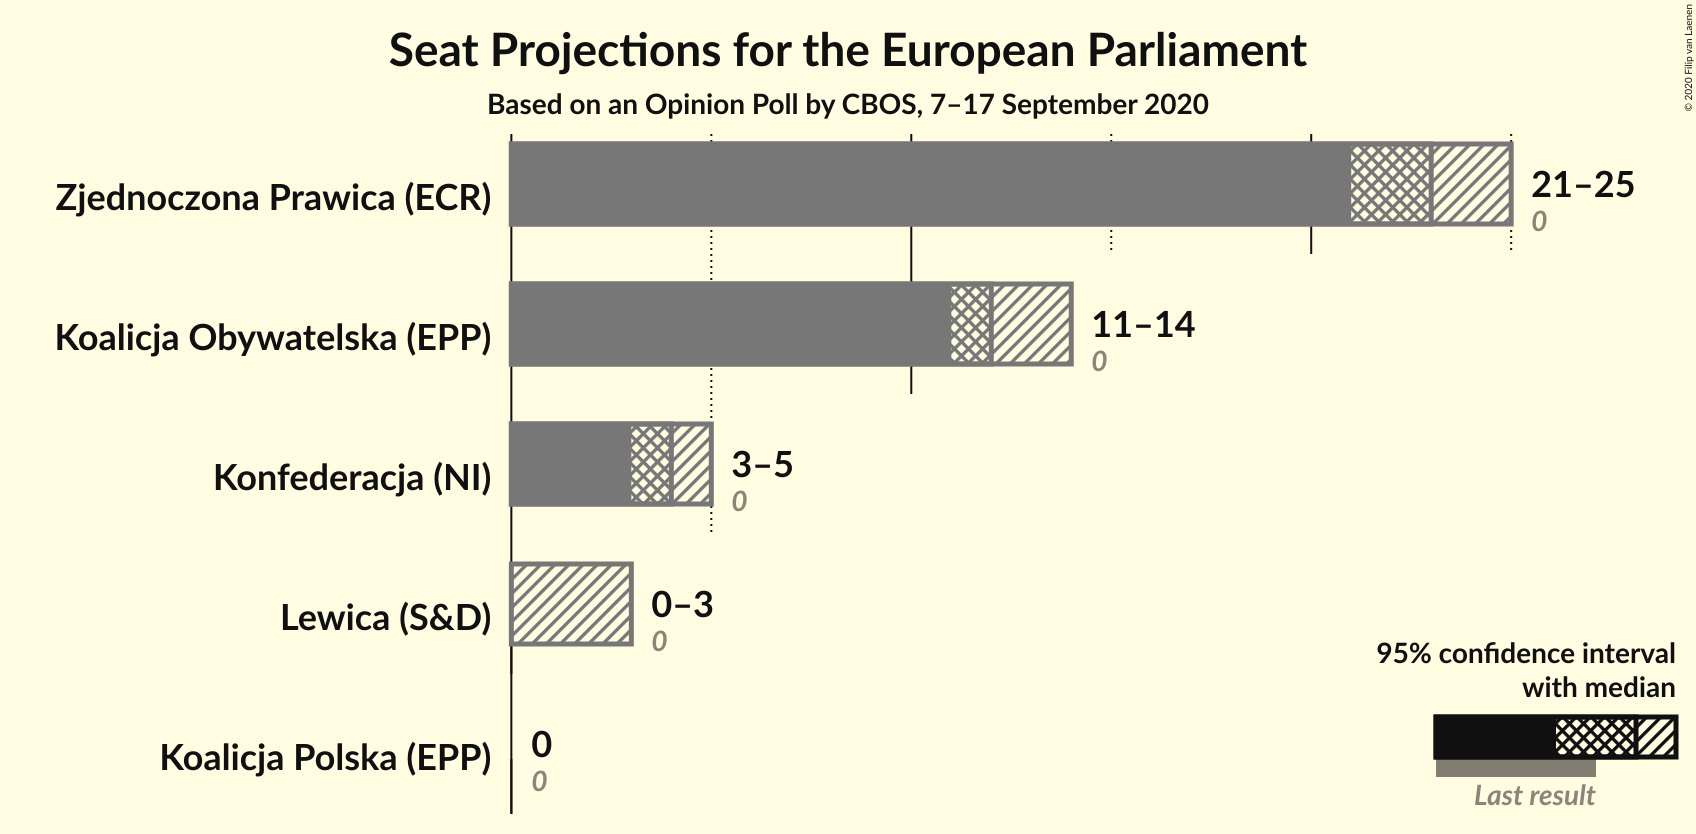 Seat Projections for the European Parliament
Based on an Opinion Poll by CBOS, 7–17 September 2020
© 2020 Filip van Laenen
Zjednoczona Prawica (ECR)
21–25
0
Koalicja Obywatelska (EPP)
11–14
0
Konfederacja (NI)
3–5
0
Lewica (S&D)
0–3
0
Koalicja Polska (EPP)
0
0
95% confidence interval
with median
Last result